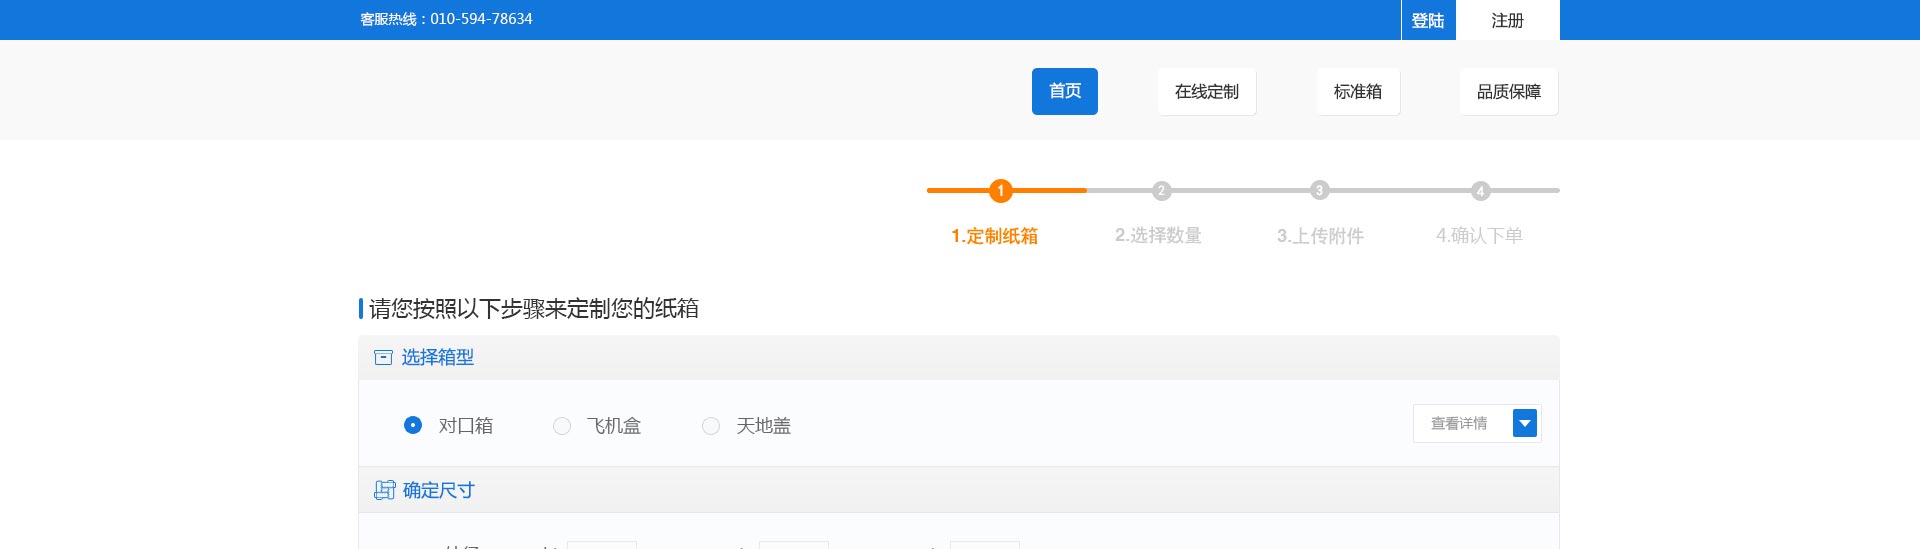 客服热线：010-594-78634
登陆 注册
首页 在线定制 标准箱 品质保障
1 2 3 4
1.定制纸箱 2.选择数量 3.上传附件 4.确认下单
请您按照以下步骤来定制您的纸箱
选择箱型
对口箱 飞机盒 天地盖 查看详情
确定尺寸